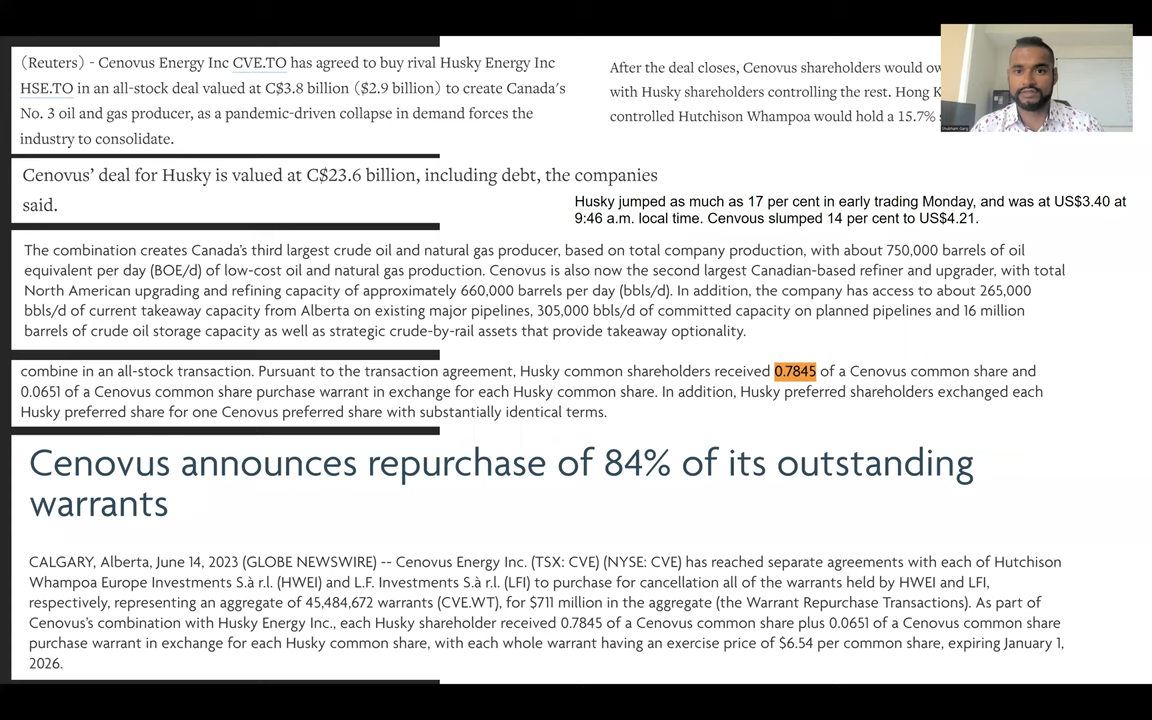 (Reuters) - Cenovus Energy Inc CVE.TO has agreed to buy rival Husky Energy Inc
HSE.TO in an all-stock deal valued at C$3.8 billion ($2.9 billion) to create Canada's
No. 3 oil and gas producer, as a pandemic-driven collapse in demand forces the
industry to consolidate.
After the deal closes, Cenovus shareholders would
with Husky shareholders controlling the rest. Hong
controlled Hutchison Whampoa would hold a 15.7%
Cenovus' deal for Husky is valued at C$23.6 billion, including debt, the companies
said.
Husky jumped as much as 17 per cent in early trading Monday, and was at US$3.40 at
9:46 a.m. local time. Cenvous slumped 14 per cent to US$4.21.
The combination creates Canada's third largest crude oil and natural gas producer, based on total company production, with about 750,000 barrels of oil
equivalent per day (BOE/d) of low-cost oil and natural gas production. Cenovus is also now the second largest Canadian-based refiner and upgrader, with total
North American upgrading and refining capacity of approximately 660,000 barrels per day (bbls/d). In addition, the company has access to about 265,000
bbls/d of current takeaway capacity from Alberta on existing major pipelines, 305,000 bbls/d of committed capacity on planned pipelines and 16 million
barrels of crude oil storage capacity as well as strategic crude-by-rail assets that provide takeaway optionality.
combine in an all-stock transaction. Pursuant to the transaction agreement, Husky common shareholders received 0.7845 of a Cenovus common share and
0.0651 of a Cenovus common share purchase warrant in exchange for each Husky common share. In addition, Husky preferred shareholders exchanged each
Husky preferred share for one Cenovus preferred share with substantially identical terms.
Cenovus announces repurchase of 84% of its outstanding
warrants
CALGARY, Alberta, June 14, 2023 (GLOBE NEWSWIRE) -- Cenovus Energy Inc. (TSX: CVE) (NYSE: CVE) has reached separate agreements with each of Hutchison
Whampoa Europe Investments S.à r.l. (HWEI) and L.F. Investments S.à r.l. (LFI) to purchase for cancellation all of the warrants held by HWEI and LFI,
respectively, representing an aggregate of 45,484,672 warrants (CVE.WT), for $711 million in the aggregate (the Warrant Repurchase Transactions). As part of
Cenovus's combination with Husky Energy Inc., each Husky shareholder received 0.7845 of a Cenovus common share plus 0.0651 of a Cenovus common share
purchase warrant in exchange for each Husky common share, with each whole warrant having an exercise price of $6.54 per common share, expiring January 1,
2026.